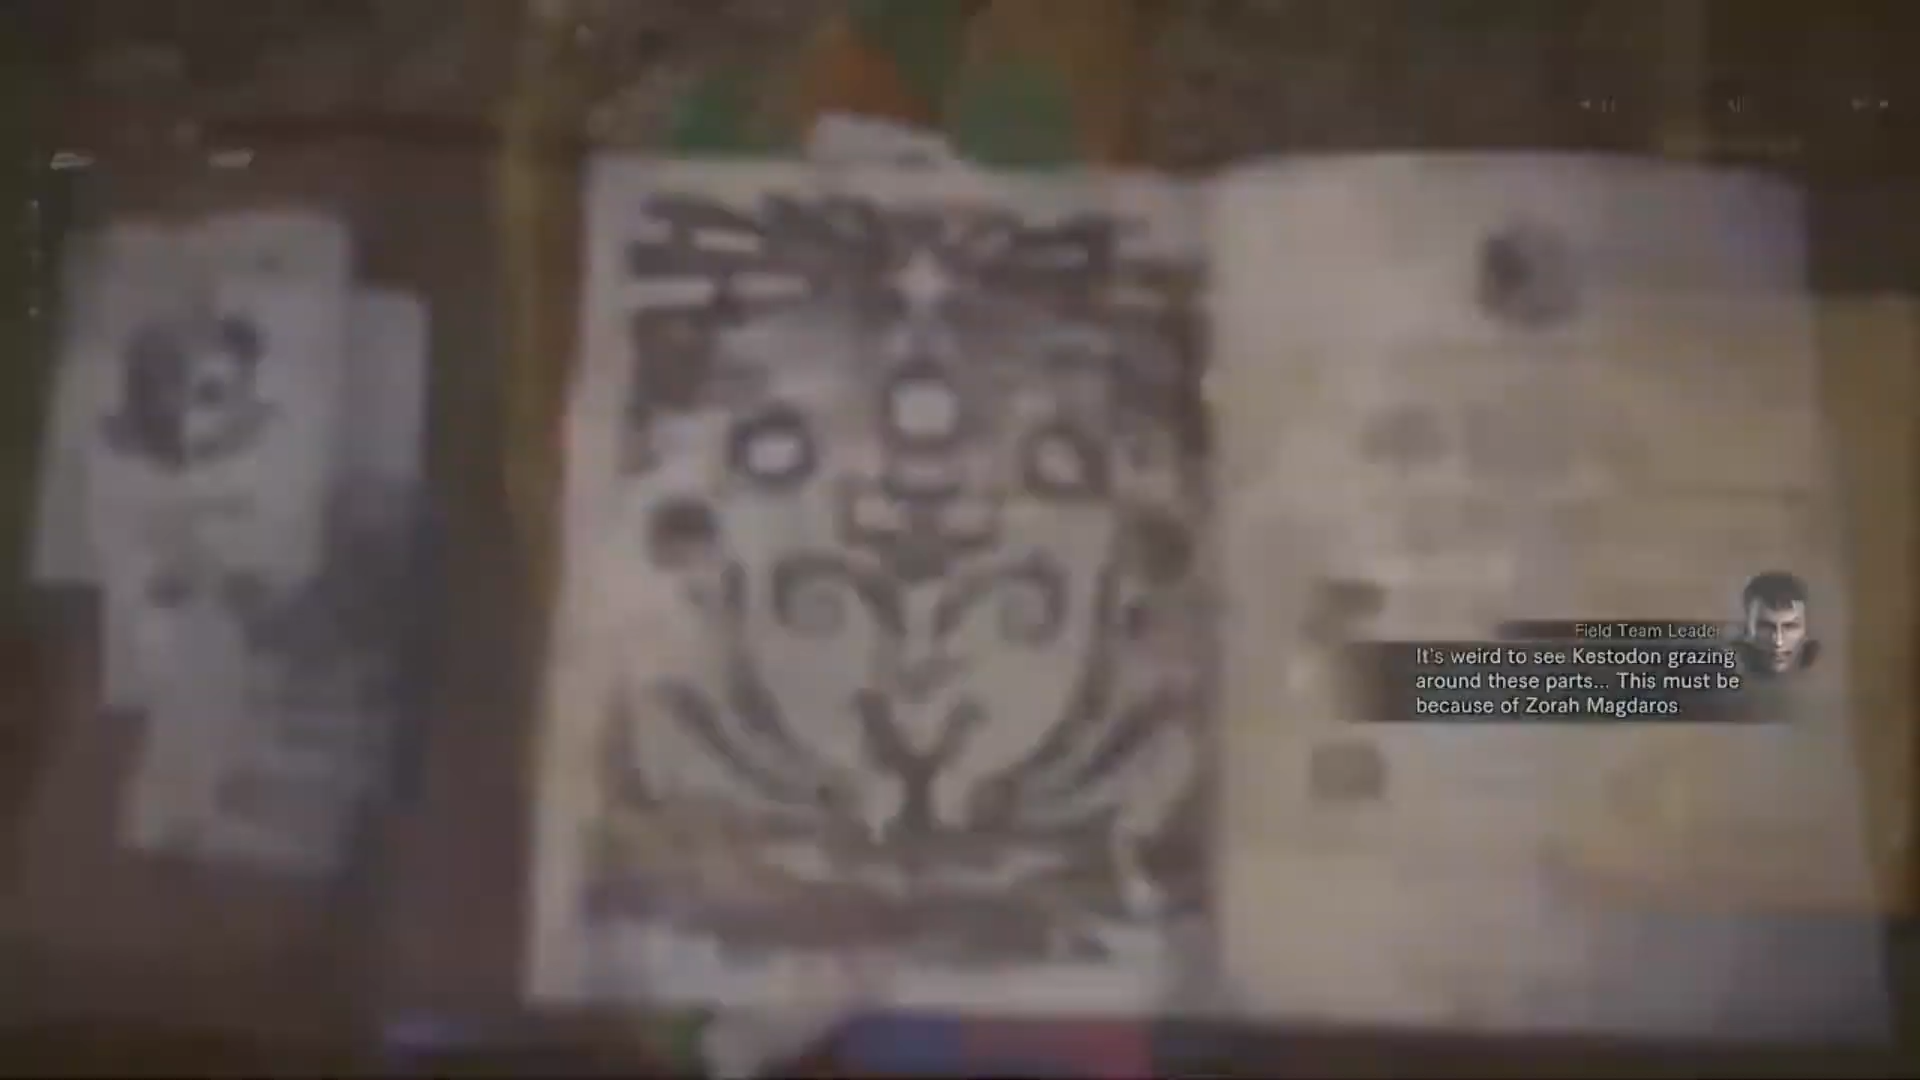 Field Team Leader
It's weird to see Kestodon grazing
around these parts... This must be
because of Zorah Magdaros.